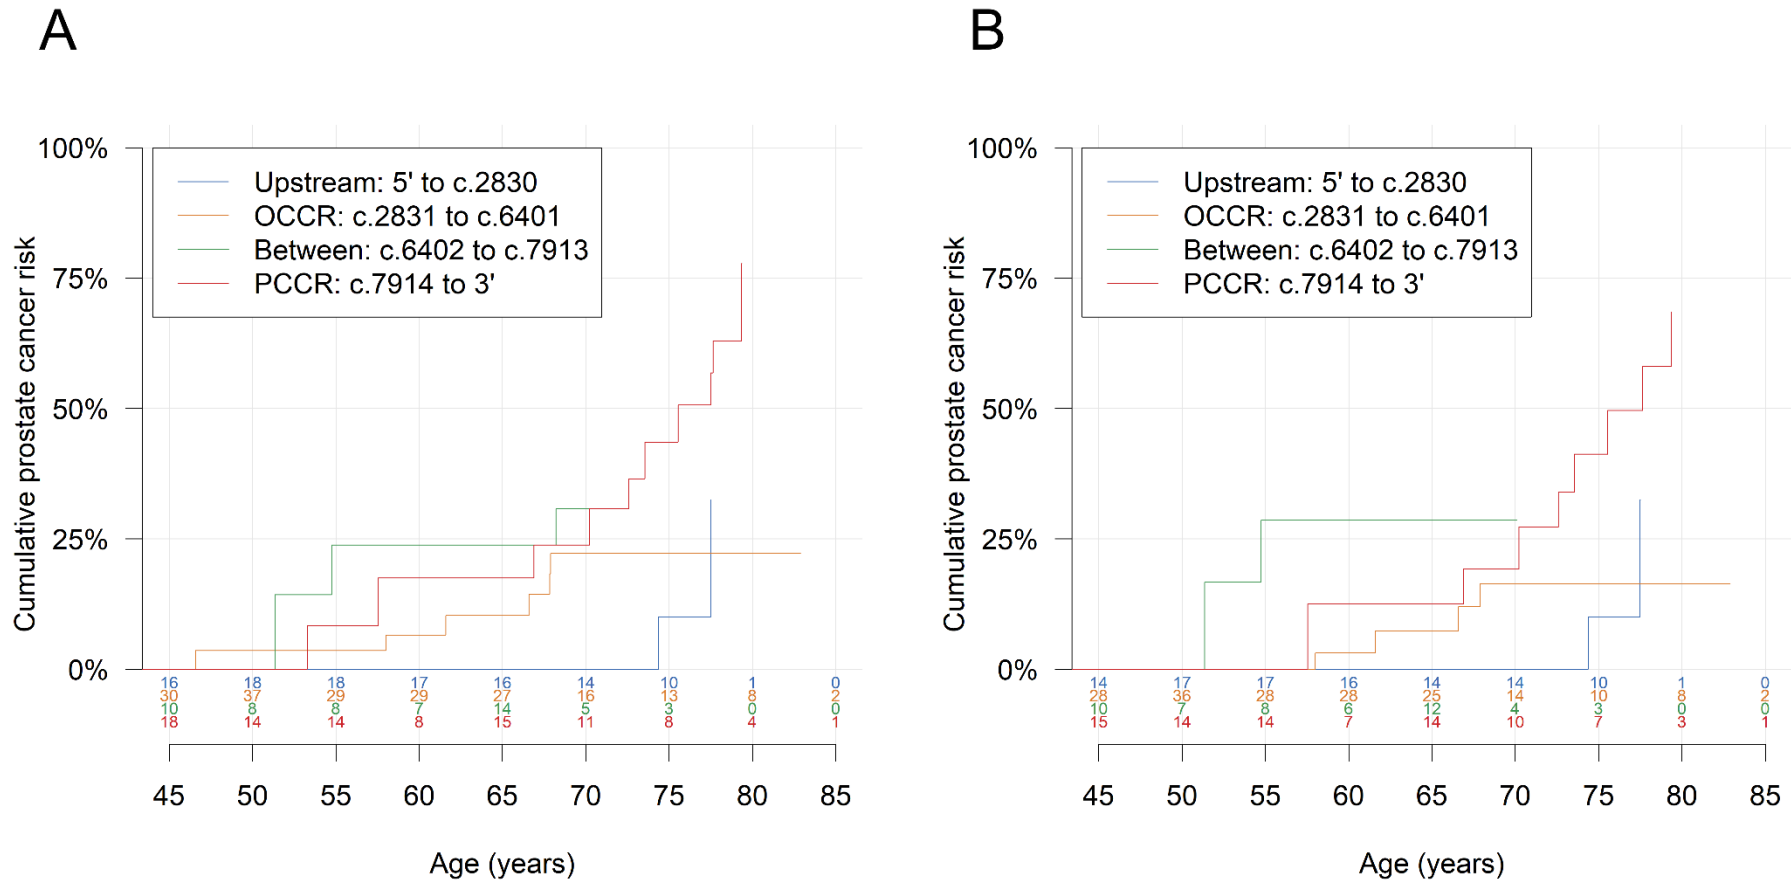 A
100%
75%
50%
25%
0%
Cumulative prostate cancer risk
Upstream: 5' to c.2830
OCCR: c.2831 to c.6401
Between: c.6402 to c.7913
PCCR: c.7914 to 3'
16 18 18 17 16 14 10 1 0
30 37 29 29 27 16 13 8 2
10 8 8 7 14 5 3 0 0
18 14 14 8 15 11 8 4 1
45 50 55 60 65 70 75 80 85
Age (years)
B
100%
75%
50%
25%
0%
Cumulative prostate cancer risk
Upstream: 5' to c.2830
OCCR: c.2831 to c.6401
Between: c.6402 to c.7913
PCCR: c.7914 to 3'
14 17 17 16 14 14 10 1 0
28 36 28 28 25 14 10 8 2
10 7 8 6 12 4 3 0 0
15 14 14 7 14 10 7 3 1
45 50 55 60 65 70 75 80 85
Age (years)